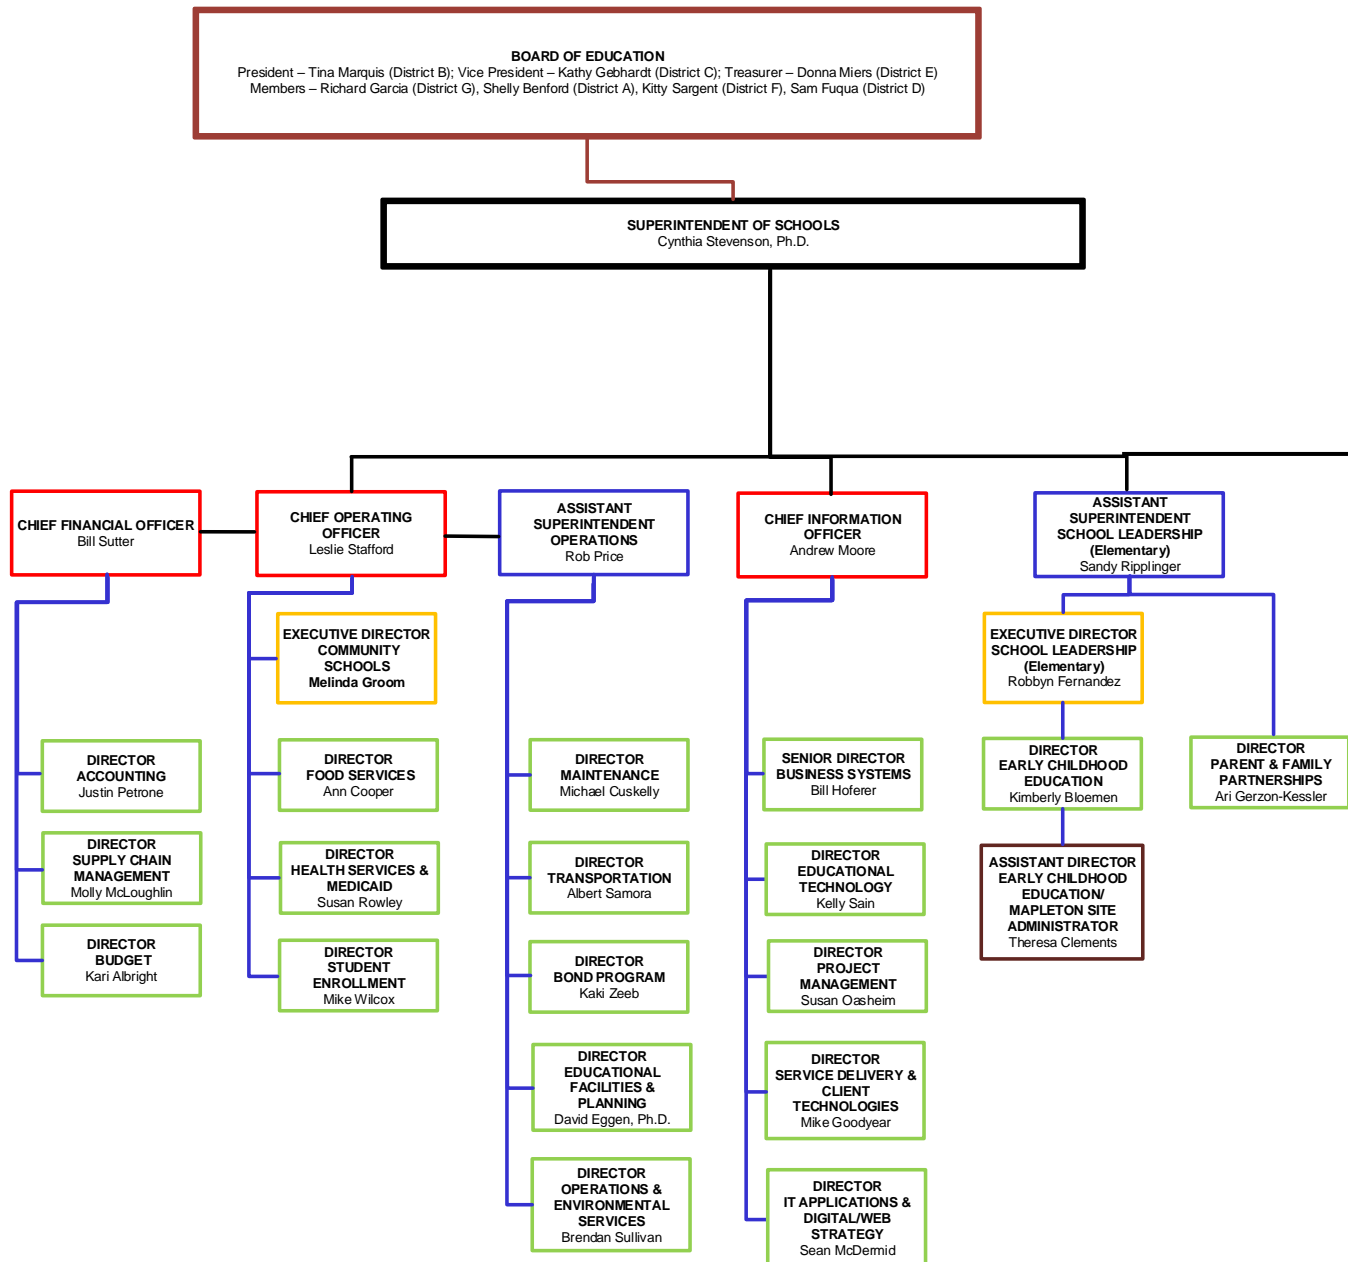 BOARD OF EDUCATION
President – Tina Marquis (District B); Vice President – Kathy Gebhardt (District C); Treasurer – Donna Miers (District E)
Members – Richard Garcia (District G), Shelly Benford (District A), Kitty Sargent (District F), Sam Fuqua (District D)
SUPERINTENDENT OF SCHOOLS
Cynthia Stevenson, Ph.D.
CHIEF FINANCIAL OFFICER
Bill Sutter
CHIEF OPERATING
OFFICER
Leslie Stafford
ASSISTANT
SUPERINTENDENT
OPERATIONS
Rob Price
CHIEF INFORMATION
OFFICER
Andrew Moore
ASSISTANT
SUPERINTENDENT
SCHOOL LEADERSHIP
(Elementary)
Sandy Ripplinger
EXECUTIVE DIRECTOR
COMMUNITY
SCHOOLS
Melinda Groom
EXECUTIVE DIRECTOR
SCHOOL LEADERSHIP
(Elementary)
Robbyn Fernandez
DIRECTOR
ACCOUNTING
Justin Petrone
DIRECTOR
FOOD SERVICES
Ann Cooper
DIRECTOR
MAINTENANCE
Michael Cuskelly
SENIOR DIRECTOR
BUSINESS SYSTEMS
Bill Hoferer
DIRECTOR
EARLY CHILDHOOD
EDUCATION
Kimberly Bloemen
DIRECTOR
PARENT & FAMILY
PARTNERSHIPS
Ari Gerzon-Kessler
DIRECTOR
SUPPLY CHAIN
MANAGEMENT
Molly McLoughlin
DIRECTOR
HEALTH SERVICES &
MEDICAID
Susan Rowley
DIRECTOR
TRANSPORTATION
Albert Samora
DIRECTOR
EDUCATIONAL
TECHNOLOGY
Kelly Sain
ASSISTANT DIRECTOR
EARLY CHILDHOOD
EDUCATION/
MAPLETON SITE
ADMINISTRATOR
Theresa Clements
DIRECTOR
BUDGET
Kari Albright
DIRECTOR
STUDENT
ENROLLMENT
Mike Wilcox
DIRECTOR
BOND PROGRAM
Kaki Zeeb
DIRECTOR
PROJECT
MANAGEMENT
Susan Oasheim
DIRECTOR
EDUCATIONAL
FACILITIES &
PLANNING
David Eggen, Ph.D.
DIRECTOR
SERVICE DELIVERY &
CLIENT
TECHNOLOGIES
Mike Goodyear
DIRECTOR
OPERATIONS &
ENVIRONMENTAL
SERVICES
Brendan Sullivan
DIRECTOR
IT APPLICATIONS &
DIGITAL/WEB
STRATEGY
Sean McDermid